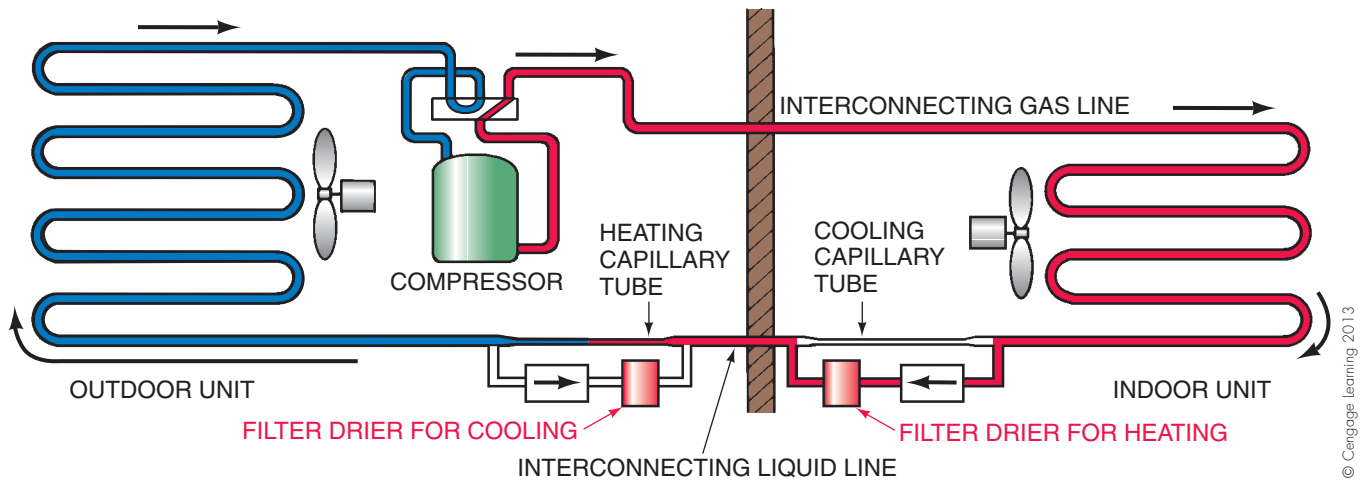 INTERCONNECTING GAS LINE
COMPRESSOR
HEATING
CAPILLARY
TUBE
COOLING
CAPILLARY
TUBE
OUTDOOR UNIT
INDOOR UNIT
FILTER DRIER FOR COOLING
FILTER DRIER FOR HEATING
INTERCONNECTING LIQUID LINE
© Cengage learning 2013